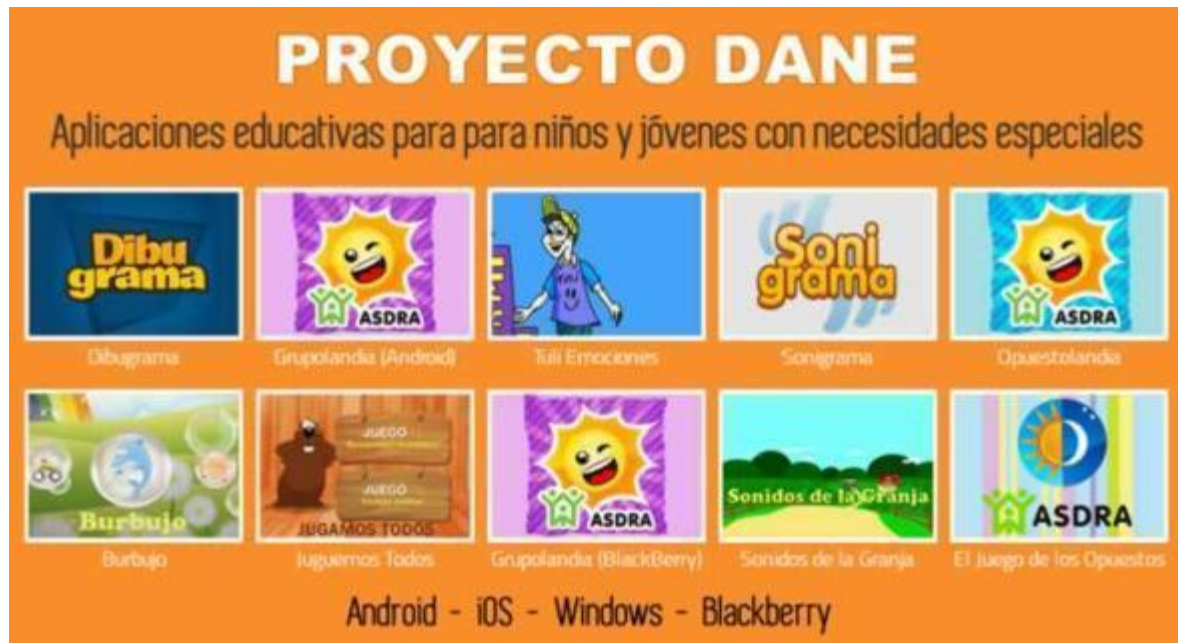 PROYECTO DANE
Aplicaciones educativas para para niños y jóvenes con necesidades especiales
Dibu
grama
ASDRA
Soni
grama
ASDRA
Dibugrama
Grupolandia (Android)
Tuli Emociones
Sonigrama
Opuestolandia
Burbujo
JUEGO
JUEGO
JUGAMOS TODOS
ASDRA
Sonidos de la Granja
ASDRA
Burbujo
Juguemos Todos
Grupolandia (BlackBerry)
Sonidos de la Granja
El Juego de los Opuestos
Android - iOS - Windows - Blackberry